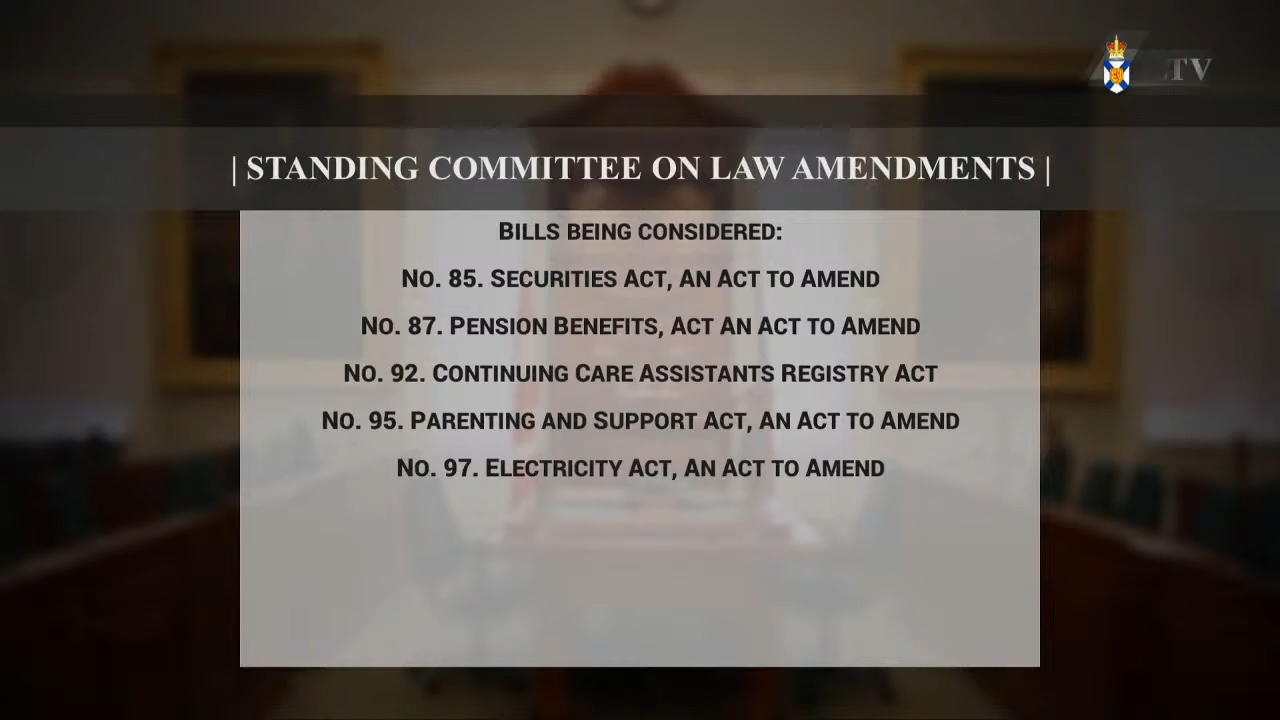 TV
| STANDING COMMITTEE ON LAW AMENDMENTS |
BILLS BEING CONSIDERED:
NO. 85. SECURITIES ACT, AN ACT TO AMEND
NO. 87. PENSION BENEFITS, ACT AN ACT TO AMEND
NO. 92. CONTINUING CARE ASSISTANTS REGISTRY ACT
NO. 95. PARENTING AND SUPPORT ACT, AN ACT TO AMEND
NO. 97. ELECTRICITY ACT, AN ACT TO AMEND